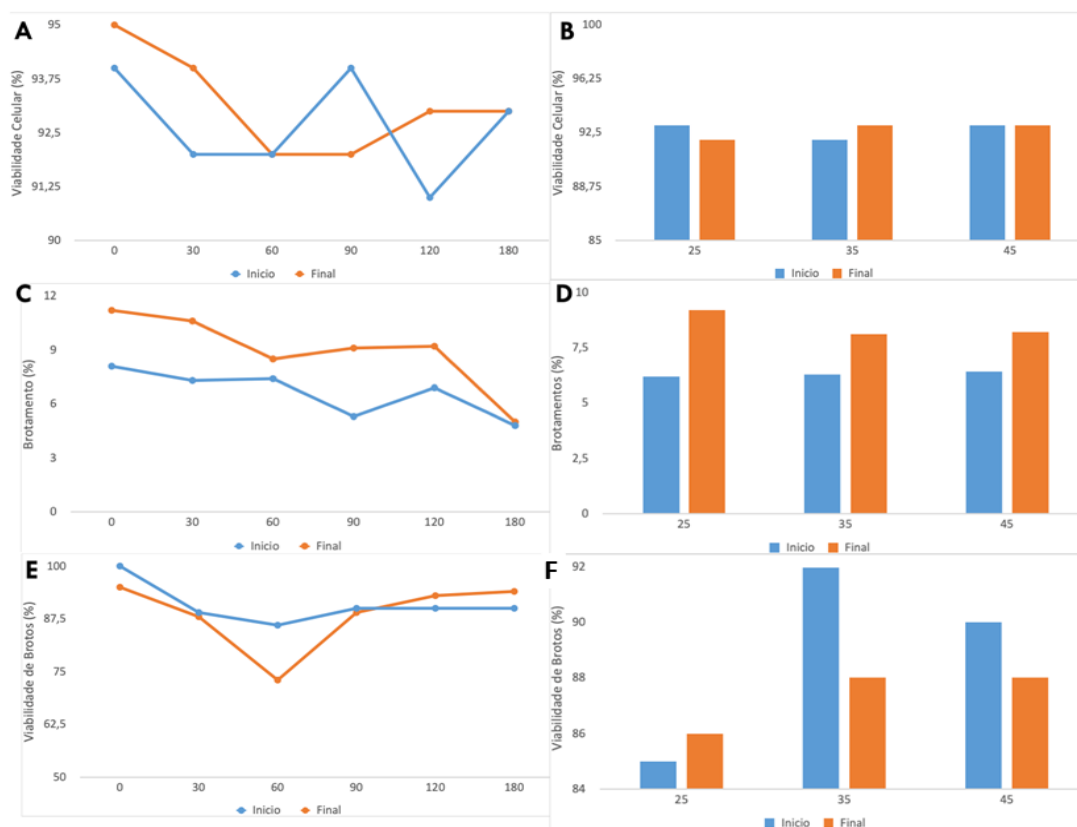 A
Viabilidade Celular (%)
95
93,75
92,5
91,25
90
0 30 60 90 120 180
Inicio Final
B
Viabilidade Celular (%)
100
96,25
92,5
88,75
85
25 35 45
Início Final
C
Brotamento (%)
12
9
6
3
0
0 30 60 90 120 180
Inicio Final
D
Brotamentos (%)
10
7,5
5
2,5
0
25 35 45
Início Final
E
Viabilidade de Brotos (%)
100
87,5
75
62,5
50
0 30 60 90 120 180
Inicio Final
F
Viabilidade de Brotos (%)
92
90
88
86
84
25 35 45
Início Final